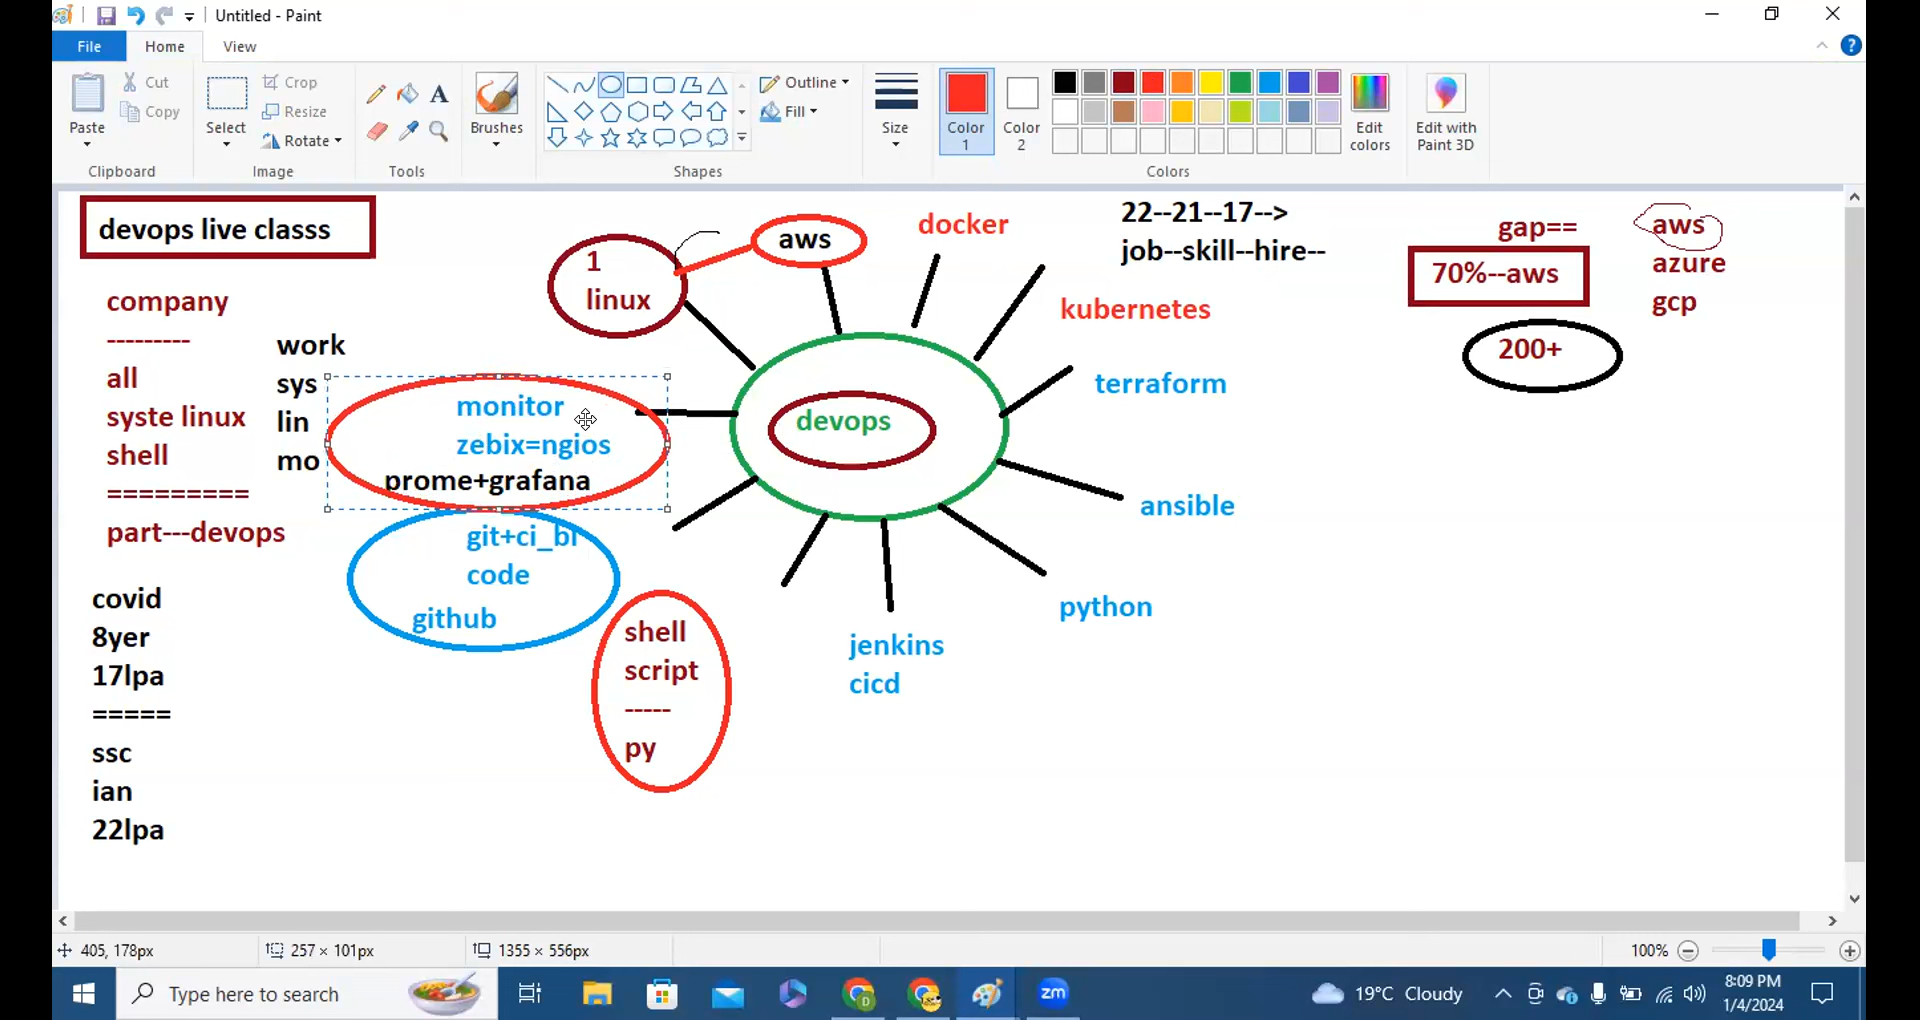 Untitled - Paint
File
Home
View
Paste
Cut
Copy
Clipboard
Select
Crop
Resize
Rotate
Image
Tools
Brushes
Outline
Fill
Shapes
Size
Color 1
Color 2
Edit colors
Colors
Edit with Paint 3D
devops live classs
company
---------
all
syste linux
shell
=========
part---devops
covid
8yer
17lpa
=====
ssc
ian
22lpa
work
sys
lin
mo
1
linux
aws
docker
kubernetes
terraform
ansible
python
jenkins
cicd
shell
script
-----
py
git+ci_bl
code
github
monitor
zebix=ngios
prome+grafana
devops
22--21--17-->
job--skill--hire--
gap==
70%--aws
200+
aws
azure
gcp
405, 178px
257 × 101px
1355 × 556px
100%
Type here to search
zm
19°C Cloudy
8:09 PM
1/4/2024